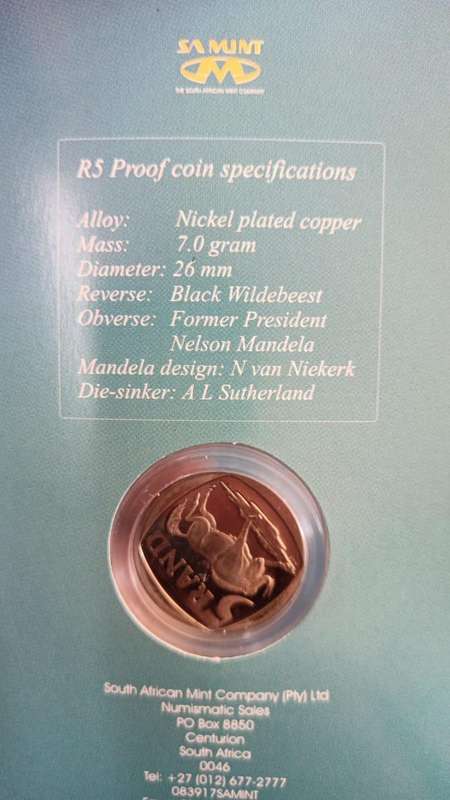 SA MINT
THE SOUTH AFRICAN MINT COMPANY
R5 Proof coin specifications
Alloy: Nickel plated copper
Mass: 7.0 gram
Diameter: 26 mm
Reverse: Black Wildebeest
Obverse: Former President
Nelson Mandela
Mandela design: N van Niekerk
Die-sinker: A L Sutherland
5 RAND
South African Mint Company (Pty) Ltd
Numismatic Sales
PO Box 8850
Centurion
South Africa
0046
Tel: +27 (012) 677-2777
083917SAMINT